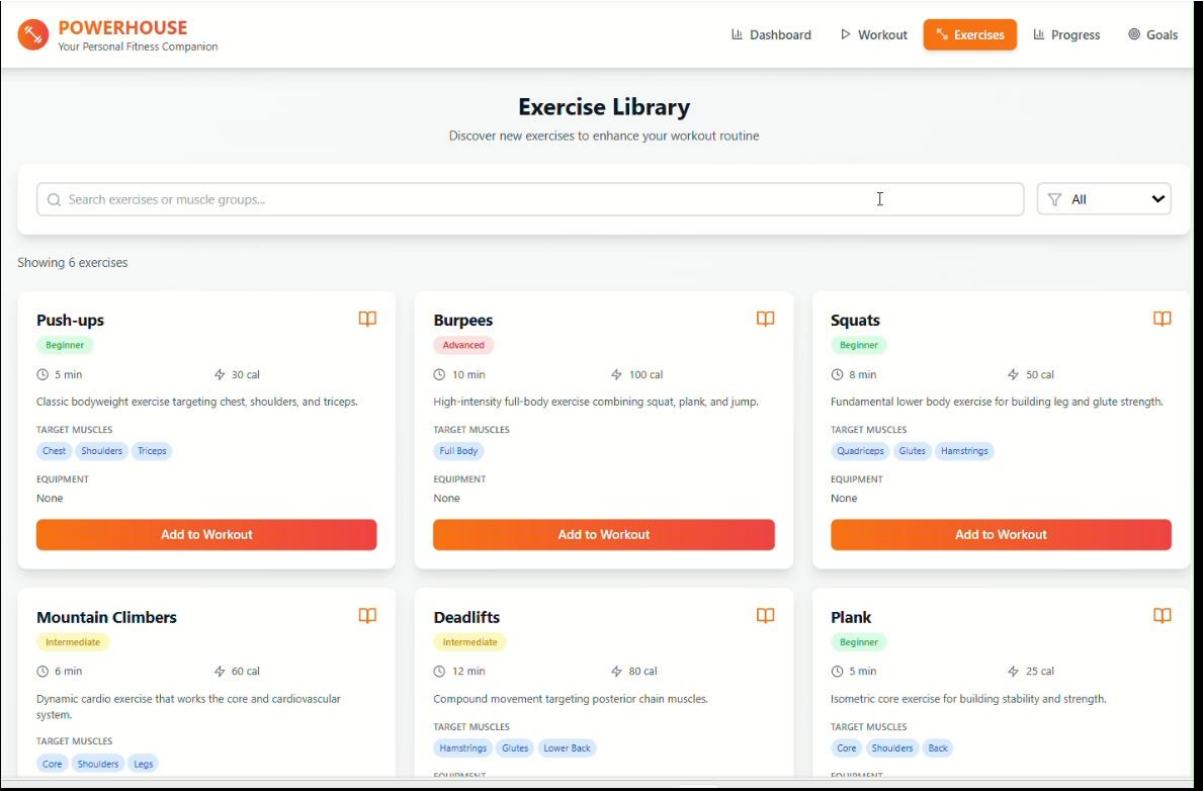 POWERHOUSE
Your Personal Fitness Companion
Dashboard
Workout
Exercises
Progress
Goals
Exercise Library
Discover new exercises to enhance your workout routine
Search exercises or muscle groups...
All
Showing 6 exercises
Push-ups
Beginner
5 min
30 cal
Classic bodyweight exercise targeting chest, shoulders, and triceps.
TARGET MUSCLES
Chest Shoulders Triceps
EQUIPMENT
None
Add to Workout
Burpees
Advanced
10 min
100 cal
High-intensity full-body exercise combining squat, plank, and jump.
TARGET MUSCLES
Full Body
EQUIPMENT
None
Add to Workout
Squats
Beginner
8 min
50 cal
Fundamental lower body exercise for building leg and glute strength.
TARGET MUSCLES
Quadriceps Glutes Hamstrings
EQUIPMENT
None
Add to Workout
Mountain Climbers
Intermediate
6 min
60 cal
Dynamic cardio exercise that works the core and cardiovascular
system.
TARGET MUSCLES
Core Shoulders Legs
Deadlifts
Intermediate
12 min
80 cal
Compound movement targeting posterior chain muscles.
TARGET MUSCLES
Hamstrings Glutes Lower Back
EQUIPMENT
Plank
Beginner
5 min
25 cal
Isometric core exercise for building stability and strength.
TARGET MUSCLES
Core Shoulders Back
EQUIPMENT